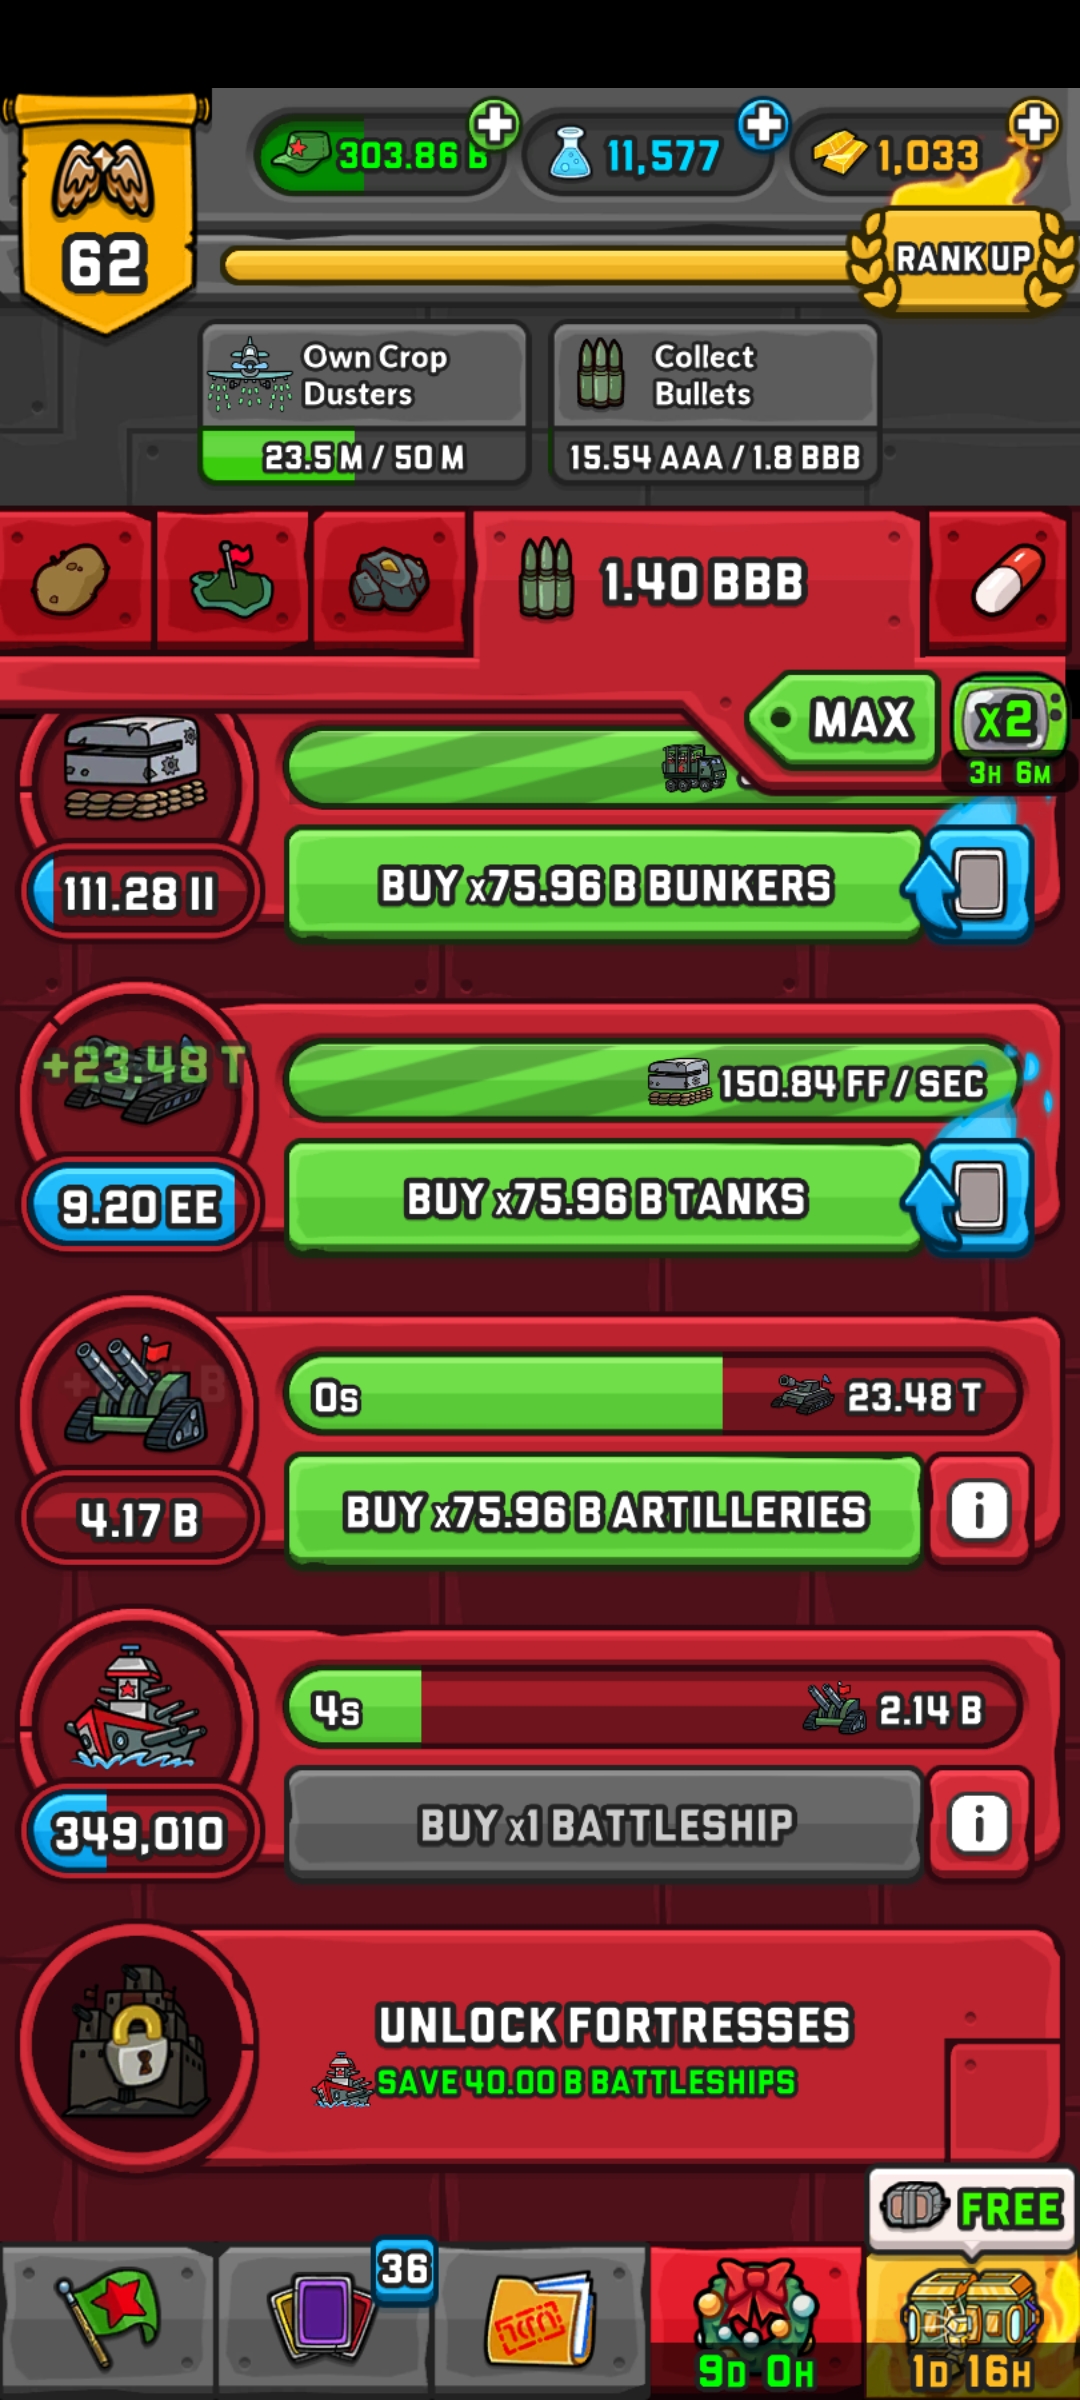 303.86 B
11,577
1,033
62
RANK UP
Own Crop
Dusters
23.5 M / 50 M
Collect
Bullets
15.54 AAA / 1.8 BBB
1.40 BBB
MAX
x2
3H 6M
111.28 II
BUY x75.96 B BUNKERS
+23.48 T
150.84 FF / SEC
9.20 EE
BUY x75.96 B TANKS
0s
23.48 T
4.17 B
BUY x75.96 B ARTILLERIES
i
4s
2.14 B
349,010
BUY x1 BATTLESHIP
i
UNLOCK FORTRESSES
SAVE 40.00 B BATTLESHIPS
FREE
36
9D 0H
1D 16H